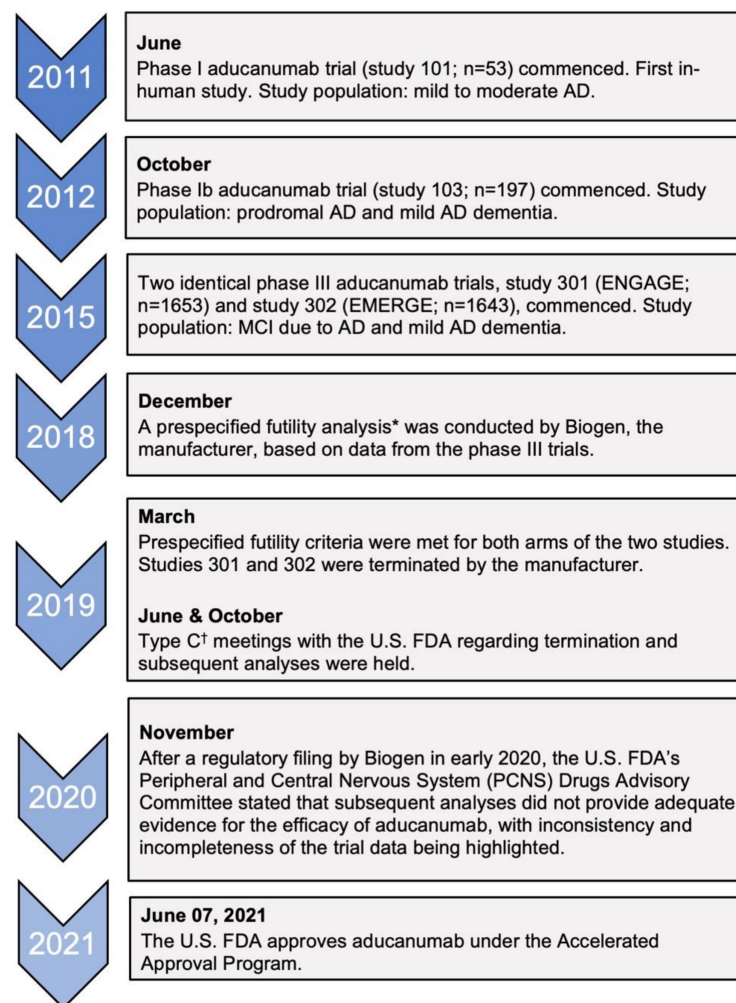 2011
June
Phase I aducanumab trial (study 101; n=53) commenced. First in-
human study. Study population: mild to moderate AD.
2012
October
Phase Ib aducanumab trial (study 103; n=197) commenced. Study
population: prodromal AD and mild AD dementia.
2015
Two identical phase III aducanumab trials, study 301 (ENGAGE;
n=1653) and study 302 (EMERGE; n=1643), commenced. Study
population: MCI due to AD and mild AD dementia.
2018
December
A prespecified futility analysis* was conducted by Biogen, the
manufacturer, based on data from the phase III trials.
2019
March
Prespecified futility criteria were met for both arms of the two studies.
Studies 301 and 302 were terminated by the manufacturer.
June & October
Type C† meetings with the U.S. FDA regarding termination and
subsequent analyses were held.
2020
November
After a regulatory filing by Biogen in early 2020, the U.S. FDA’s
Peripheral and Central Nervous System (PCNS) Drugs Advisory
Committee stated that subsequent analyses did not provide adequate
evidence for the efficacy of aducanumab, with inconsistency and
incompleteness of the trial data being highlighted.
2021
June 07, 2021
The U.S. FDA approves aducanumab under the Accelerated
Approval Program.